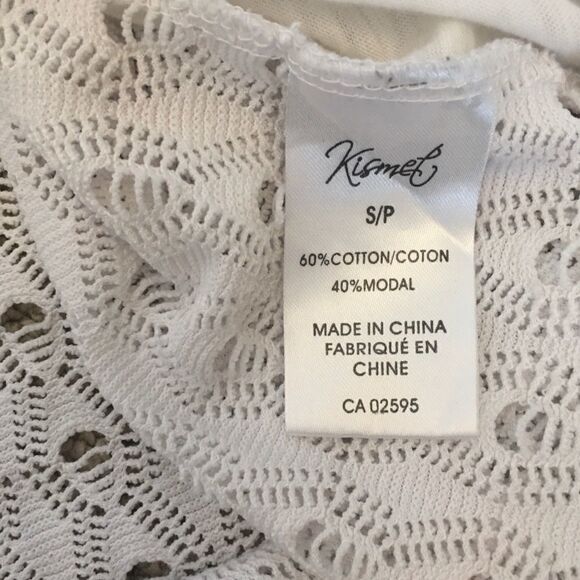 Kismet
S/P
60%COTTON/COTON
40%MODAL
MADE IN CHINA
FABRIQUÉ EN
CHINE
CA 02595